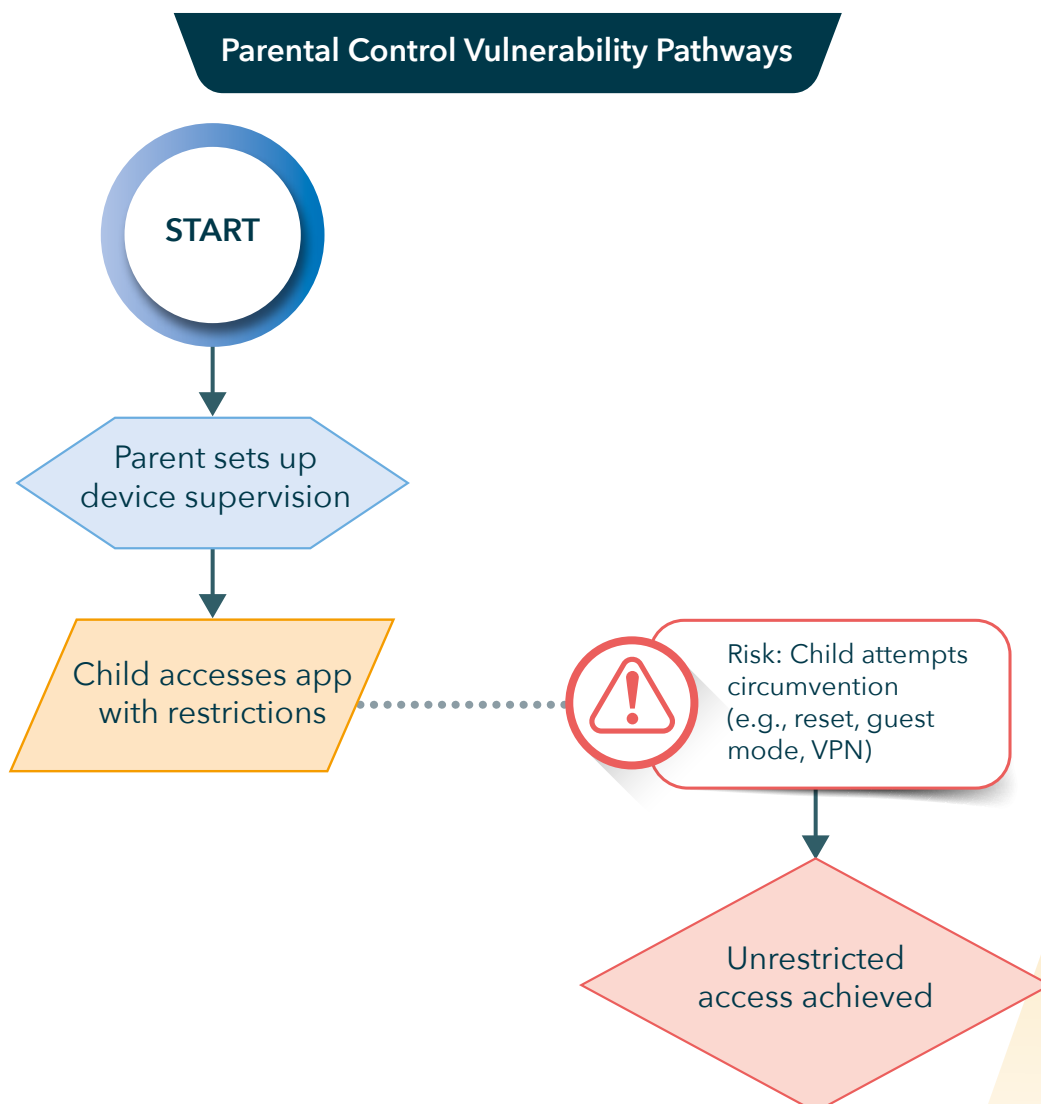 Parental Control Vulnerability Pathways
START
Parent sets up
device supervision
Child accesses app
with restrictions
Risk: Child attempts
circumvention
(e.g., reset, guest
mode, VPN)
Unrestricted
access achieved